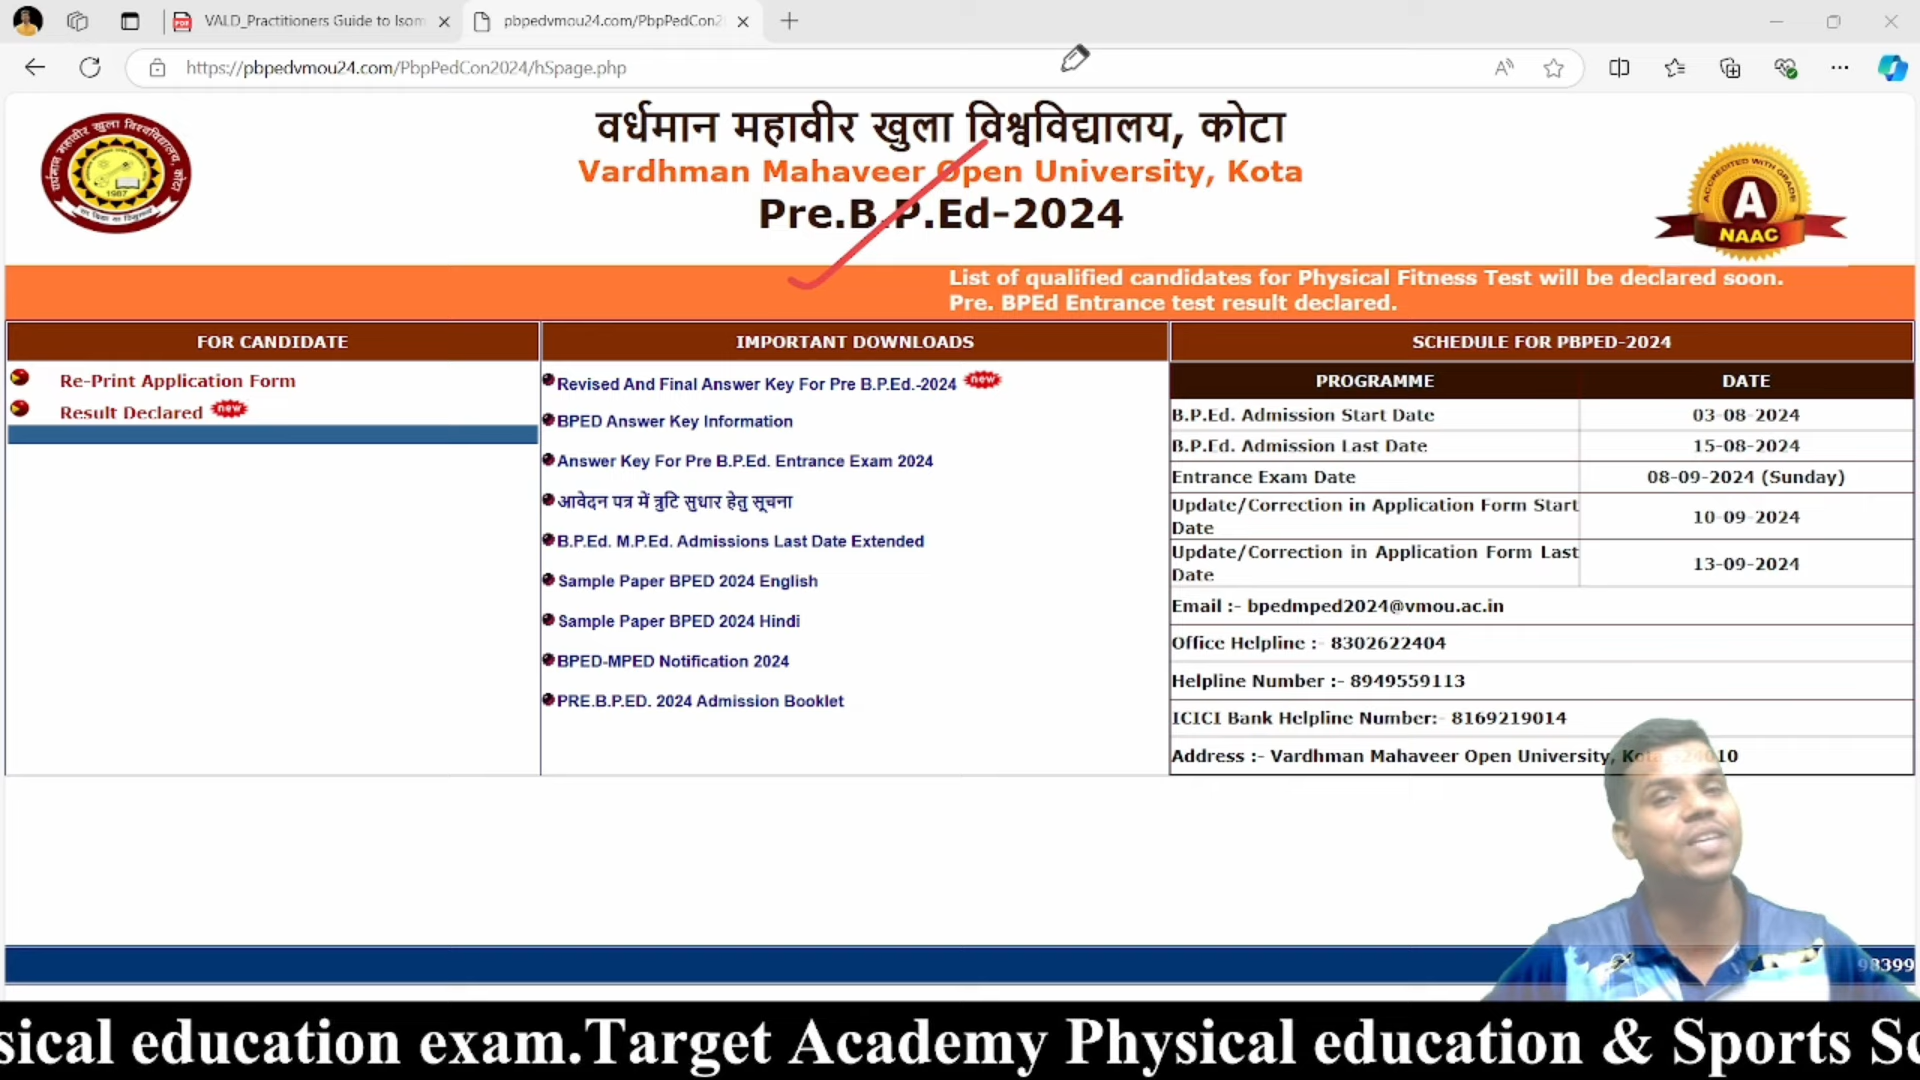 VALD_Practitioners Guide to Isom
pbpedvmou24.com/PbpPedCon2
https://pbpedvmou24.com/PbpPedCon2024/hSpage.php
वर्धमान महावीर खुला विश्वविद्यालय, कोटा
Vardhman Mahaveer Open University, Kota
Pre.B.P.Ed-2024
ACCREDITED WITH GRADE
A
NAAC
1987
List of qualified candidates for Physical Fitness Test will be declared soon.
Pre. BPEd Entrance test result declared.
FOR CANDIDATE
Re-Print Application Form
Result Declared new
IMPORTANT DOWNLOADS
Revised And Final Answer Key For Pre B.P.Ed.-2024 new
BPED Answer Key Information
Answer Key For Pre B.P.Ed. Entrance Exam 2024
आवेदन पत्र में त्रुटि सुधार हेतु सूचना
B.P.Ed. M.P.Ed. Admissions Last Date Extended
Sample Paper BPED 2024 English
Sample Paper BPED 2024 Hindi
BPED-MPED Notification 2024
PRE.B.P.ED. 2024 Admission Booklet
SCHEDULE FOR PBPED-2024
PROGRAMME DATE
B.P.Ed. Admission Start Date 03-08-2024
B.P.Ed. Admission Last Date 15-08-2024
Entrance Exam Date 08-09-2024 (Sunday)
Update/Correction in Application Form Start
Date 10-09-2024
Update/Correction in Application Form Last
Date 13-09-2024
Email :- bpedmped2024@vmou.ac.in
Office Helpline :- 8302622404
Helpline Number :- 8949559113
ICICI Bank Helpline Number:- 8169219014
Address :- Vardhman Mahaveer Open University,
98399
sical education exam.Target Academy Physical education & Sports Sc